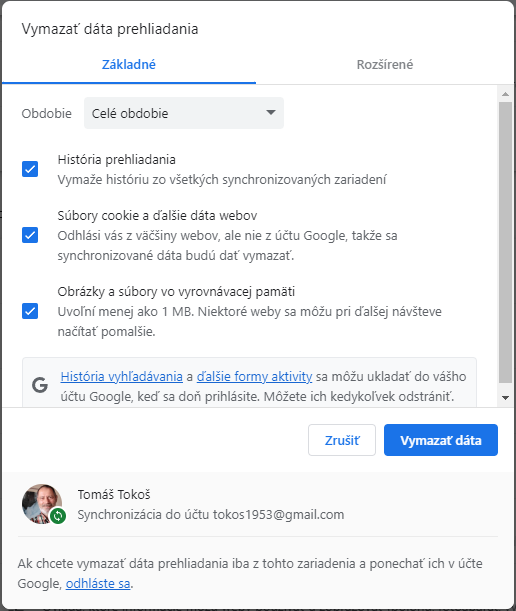 Vymazať dáta prehliadania
Základné
Rozšírené
Obdobie
Celé obdobie
História prehliadania
Vymaže históriu zo všetkých synchronizovaných zariadení
Súbory cookie a ďalšie dáta webov
Odhlási vás z väčšiny webov, ale nie z účtu Google, takže sa
synchronizované dáta budú dať vymazať.
Obrázky a súbory vo vyrovnávacej pamäti
Uvoľní menej ako 1 MB. Niektoré weby sa môžu pri ďalšej návšteve
načítať pomalšie.
G
História vyhľadávania a ďalšie formy aktivity sa môžu ukladať do vášho
účtu Google, keď sa doň prihlásite. Môžete ich kedykoľvek odstrániť.
Zrušiť
Vymazať dáta
Tomáš Tokoš
Synchronizácia do účtu tokos1953@gmail.com
Ak chcete vymazať dáta prehliadania iba z tohto zariadenia a ponechať ich v účte
Google, odhláste sa.